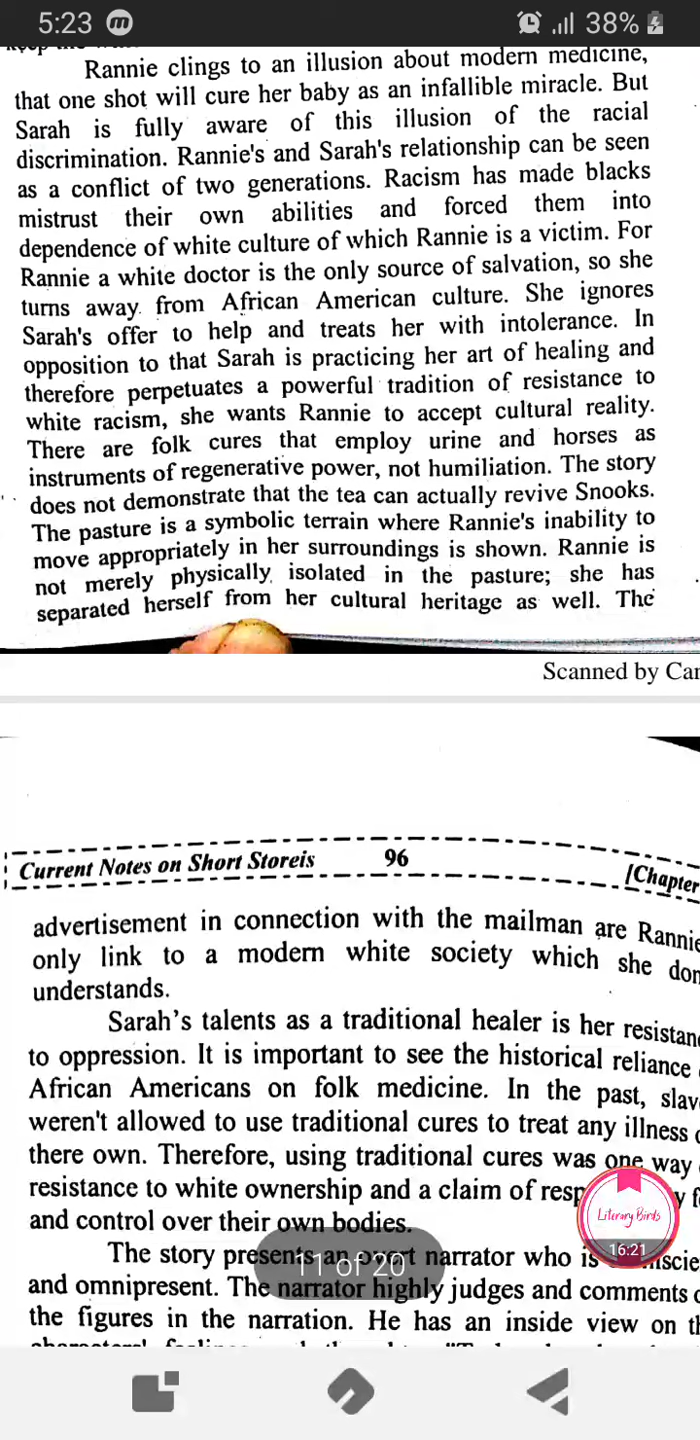 5:23 m 38%
Rannie clings to an illusion about modern medicine,
that one shot will cure her baby as an infallible miracle. But
Sarah is fully aware of this illusion of the racial
discrimination. Rannie's and Sarah's relationship can be seen
as a conflict of two generations. Racism has made blacks
mistrust their own abilities and forced them into
dependence of white culture of which Rannie is a victim. For
Rannie a white doctor is the only source of salvation, so she
turns away from African American culture. She ignores
Sarah's offer to help and treats her with intolerance. In
opposition to that Sarah is practicing her art of healing and
therefore perpetuates a powerful tradition of resistance to
white racism, she wants Rannie to accept cultural reality.
There are folk cures that employ urine and horses as
instruments of regenerative power, not humiliation. The story
does not demonstrate that the tea can actually revive Snooks.
The pasture is a symbolic terrain where Rannie's inability to
move appropriately in her surroundings is shown. Rannie is
not merely physically isolated in the pasture; she has
separated herself from her cultural heritage as well. The
Scanned by Car
Current Notes on Short Storeis 96 [Chapter
advertisement in connection with the mailman are Rannie
only link to a modern white society which she don
understands.
Sarah's talents as a traditional healer is her resistan
to oppression. It is important to see the historical reliance
African Americans on folk medicine. In the past, slav
weren't allowed to use traditional cures to treat any illness o
there own. Therefore, using traditional cures was one way
resistance to white ownership and a claim of resp y f
and control over their own bodies.
Literary Birds
16:21
The story presents an narrator who is nscie
11 of 20
and omnipresent. The narrator highly judges and comments o
the figures in the narration. He has an inside view on th